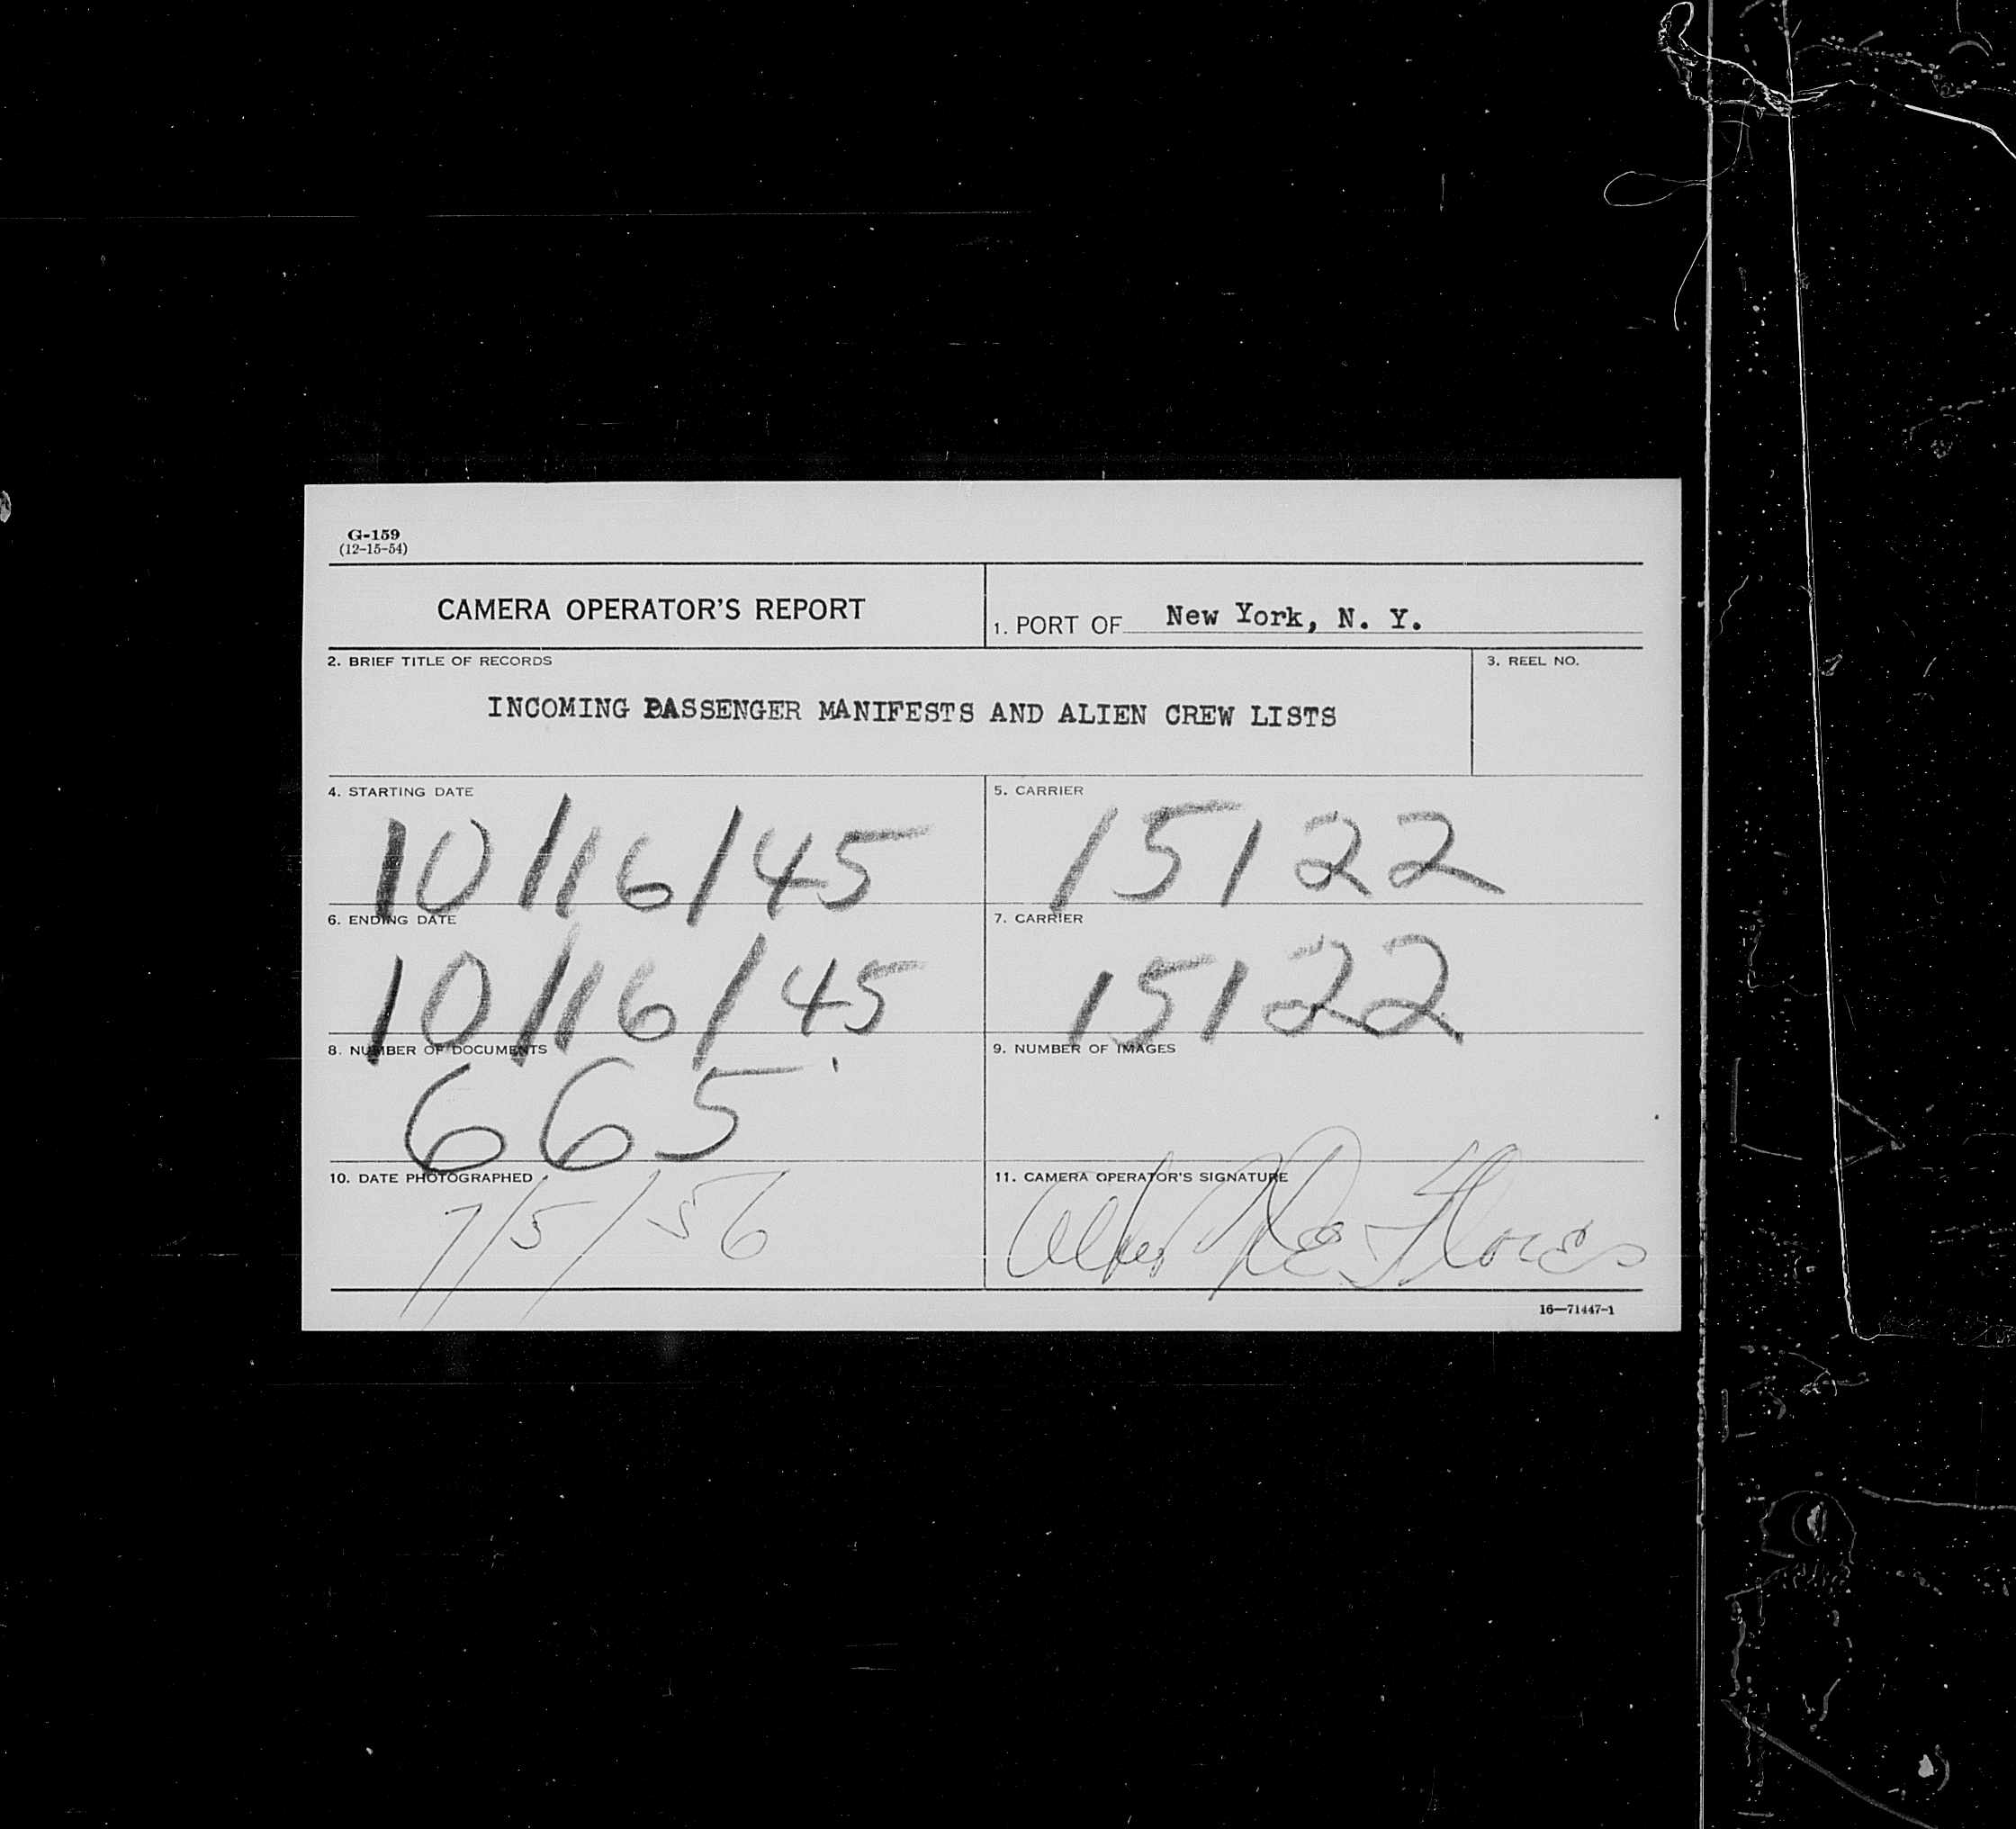 G-159
(12-15-54)
CAMERA OPERATOR'S REPORT
1. PORT OF New York, N. Y.
2. BRIEF TITLE OF RECORDS
3. REEL NO.
INCOMING PASSENGER MANIFESTS AND ALIEN CREW LISTS
4. STARTING DATE
10/16/45
5. CARRIER
15122
6. ENDING DATE
10/16/45
7. CARRIER
15122
8. NUMBER OF DOCUMENTS
665
9. NUMBER OF IMAGES
10. DATE PHOTOGRAPHED
7/5/56
11. CAMERA OPERATOR'S SIGNATURE
16—71447-1